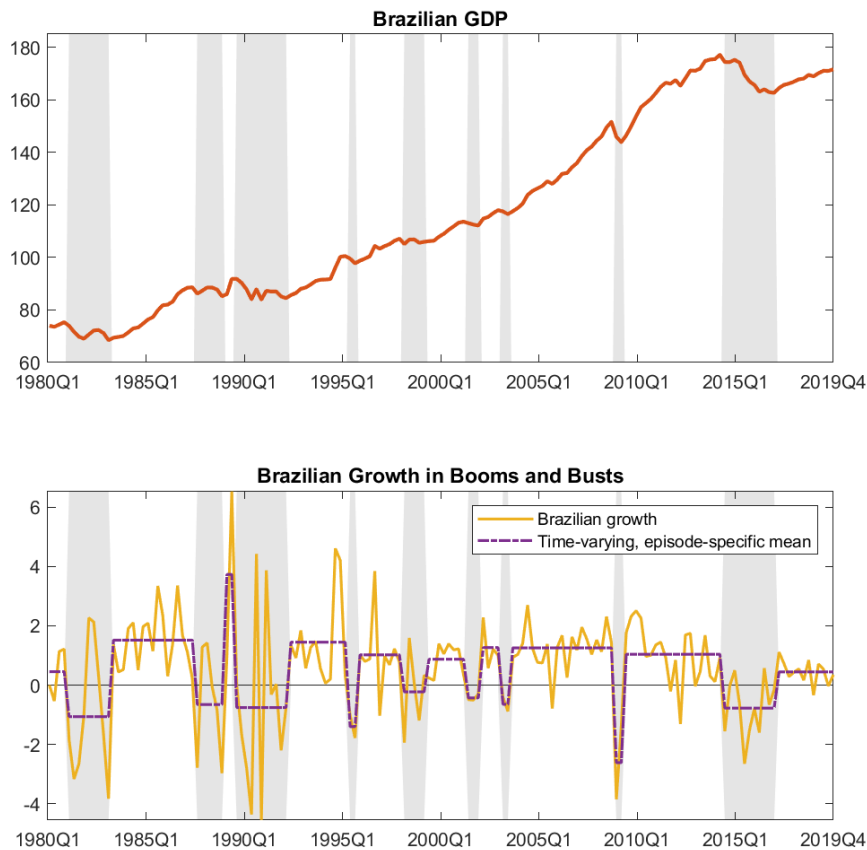 Brazilian GDP
180
160
140
120
100
80
60
1980Q1 1985Q1 1990Q1 1995Q1 2000Q1 2005Q1 2010Q1 2015Q1 2019Q4
Brazilian Growth in Booms and Busts
6
4
2
0
-2
-4
Brazilian growth
Time-varying, episode-specific mean
1980Q1 1985Q1 1990Q1 1995Q1 2000Q1 2005Q1 2010Q1 2015Q1 2019Q4